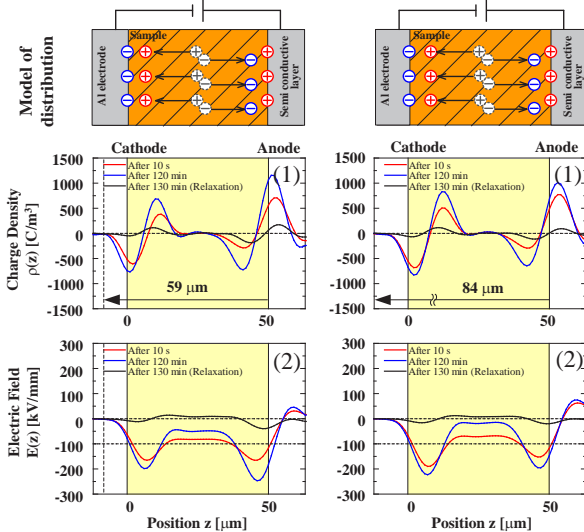 Model of
distribution
Al electrode
Sample
Semi conductive
layer
Al electrode
Sample
Semi conductive
layer
Cathode Anode
Cathode Anode
Charge Density
ρ(z) [C/m³]
1500
1000
500
0
-500
-1000
-1500
After 10 s
After 120 min
After 130 min (Relaxation)
(1)
59 μm
0 50
1500
1000
500
0
-500
-1000
-1500
After 10 s
After 120 min
After 130 min (Relaxation)
(1)
84 μm
0 50
Electric Field
E(z) [kV/mm]
300
200
100
0
-100
-200
-300
After 10 s
After 120 min
After 130 min (Relaxation)
(2)
0 50
Position z [μm]
300
200
100
0
-100
-200
-300
After 10 s
After 120 min
After 130 min (Relaxation)
(2)
0 50
Position z [μm]